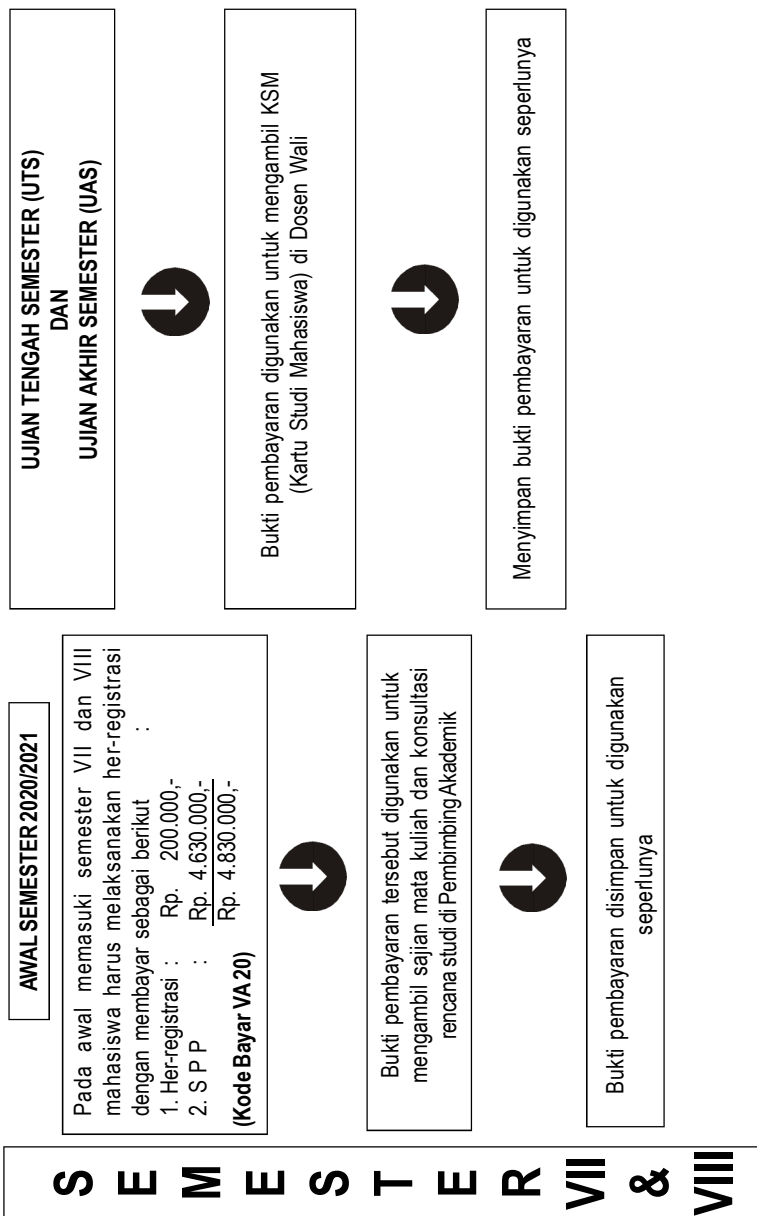 SEMESTER VII & VIII
AWAL SEMESTER 2020/2021
Pada awal memasuki semester VII dan VIII
mahasiswa harus melaksanakan her-registrasi
dengan membayar sebagai berikut :
1. Her-registrasi : Rp. 200.000,-
2. S P P : Rp. 4.630.000,-
Rp. 4.830.000,-
(Kode Bayar VA 20)
Bukti pembayaran tersebut digunakan untuk
mengambil sajian mata kuliah dan konsultasi
rencana studi di Pembimbing Akademik
Bukti pembayaran disimpan untuk digunakan
seperlunya
UJIAN TENGAH SEMESTER (UTS)
DAN
UJIAN AKHIR SEMESTER (UAS)
Bukti pembayaran digunakan untuk mengambil KSM
(Kartu Studi Mahasiswa) di Dosen Wali
Menyimpan bukti pembayaran untuk digunakan seperlunya